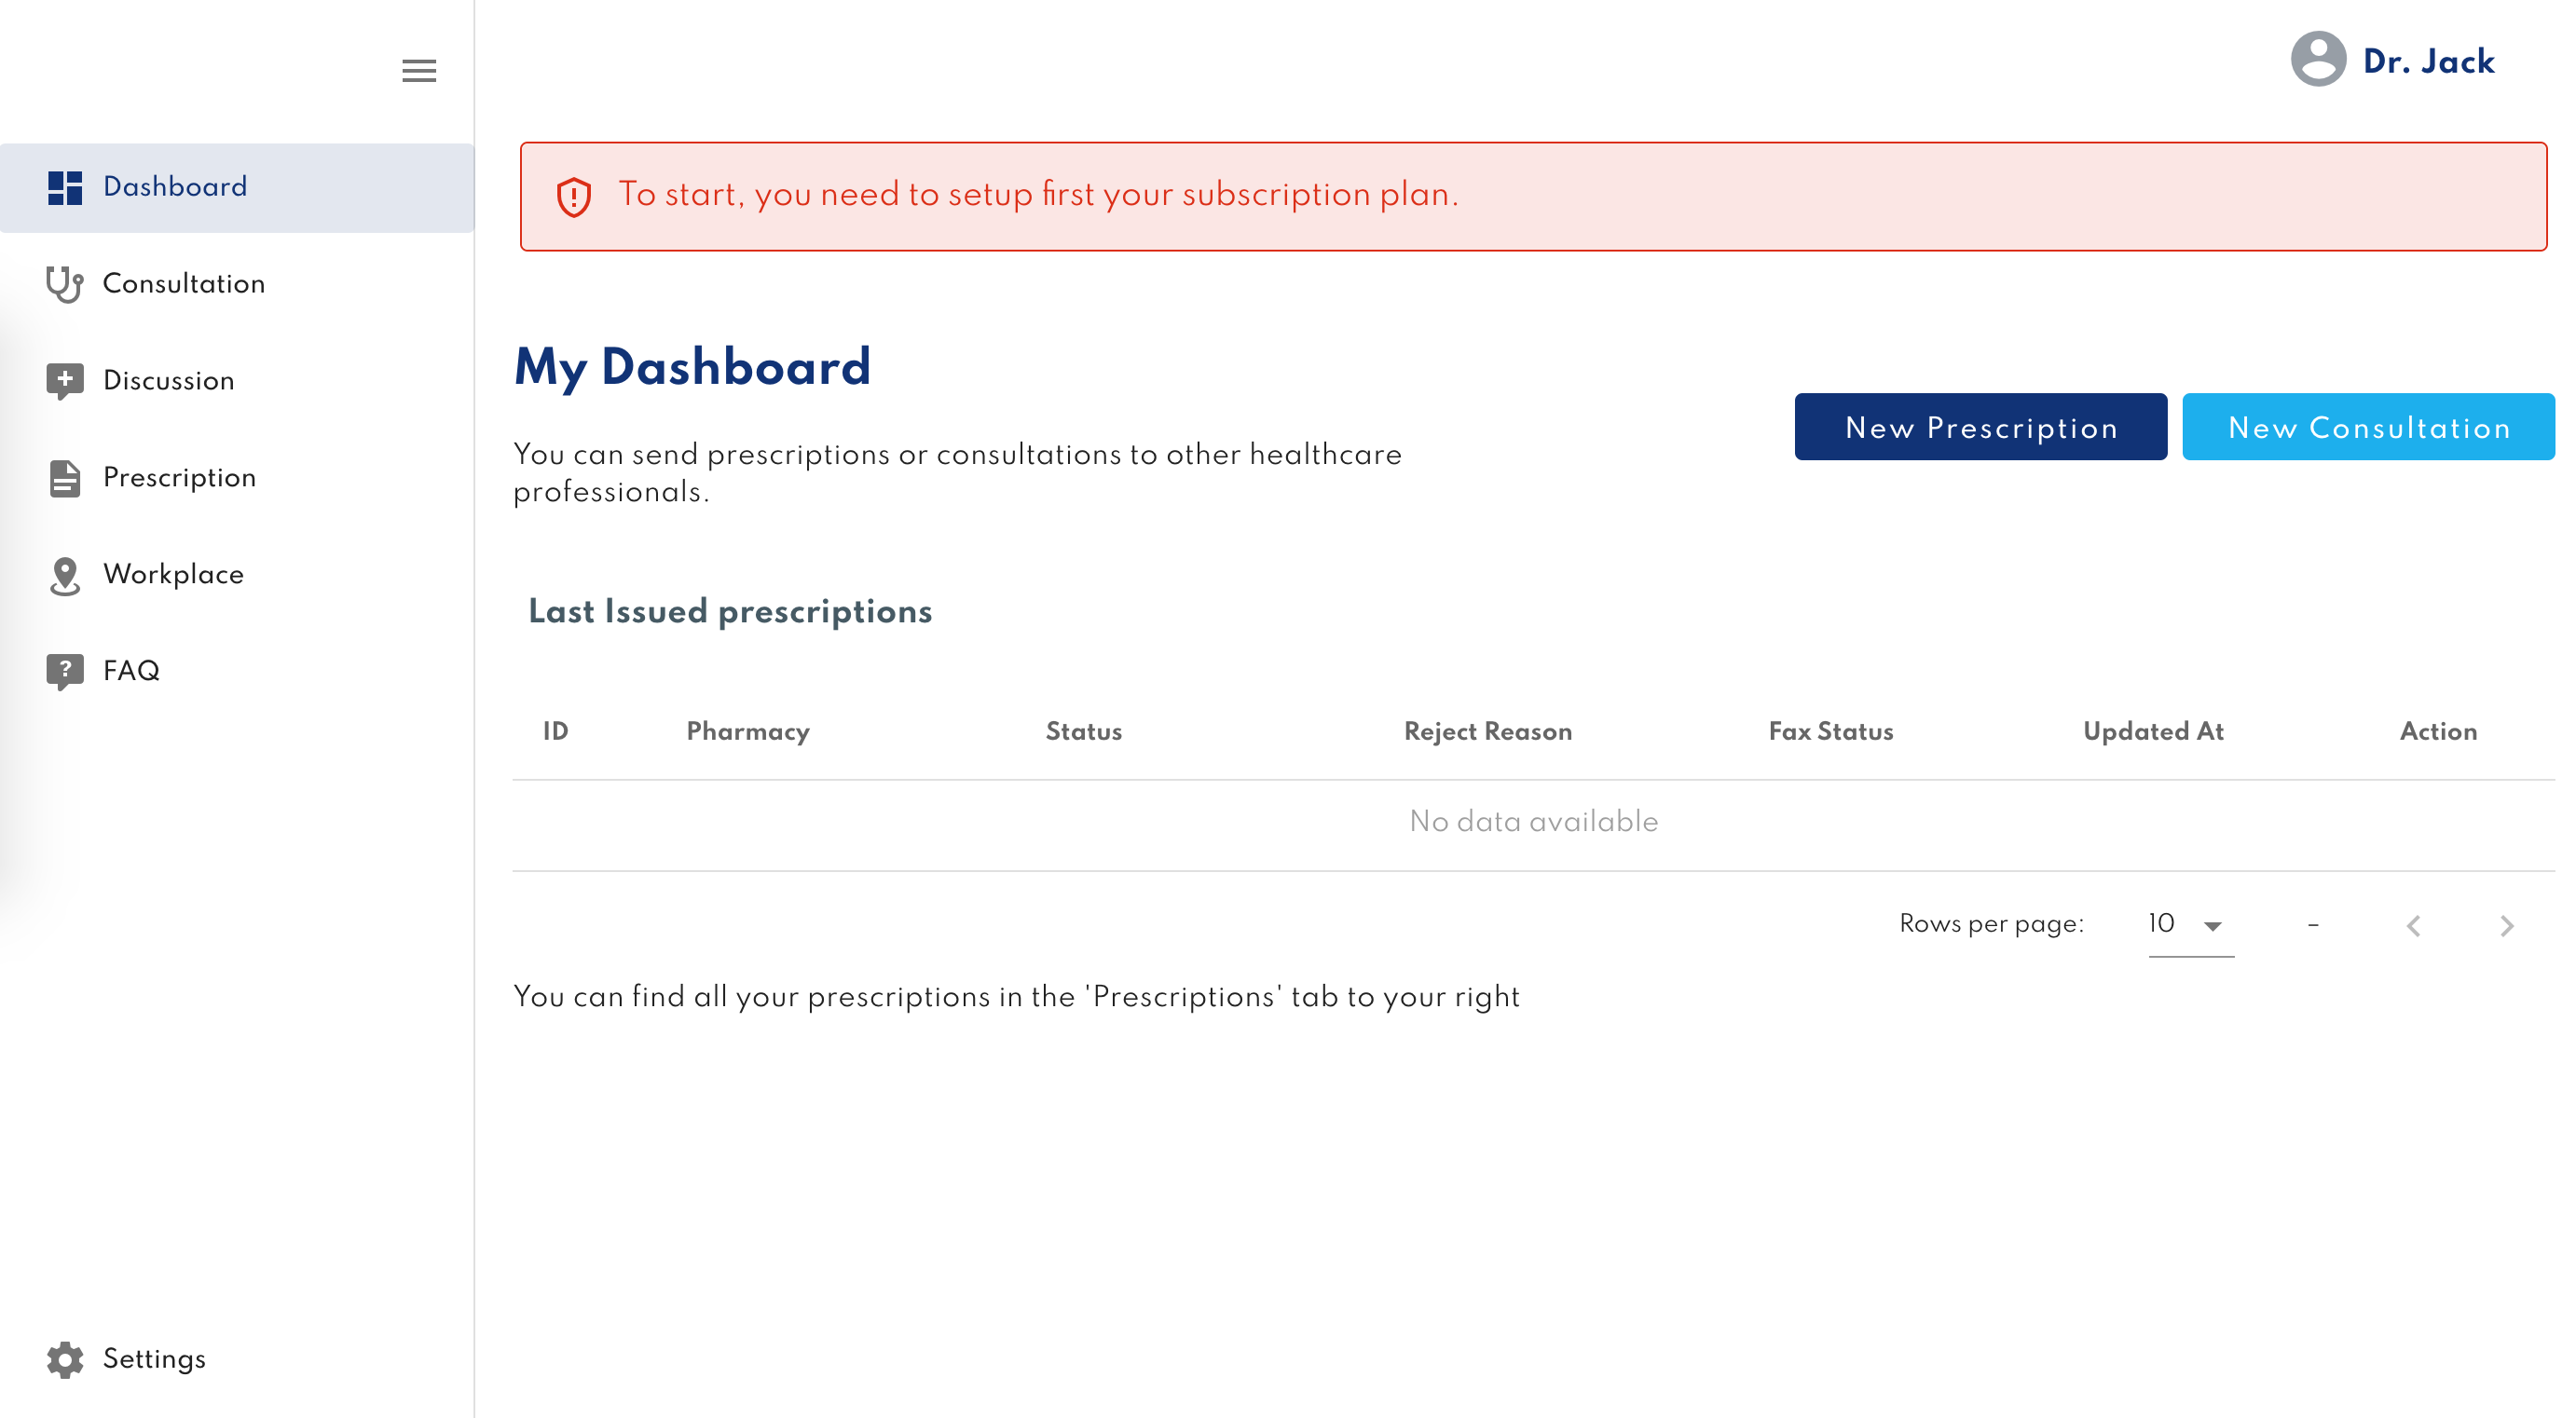 Dr. Jack
Dashboard
Consultation
Discussion
Prescription
Workplace
FAQ
Settings
To start, you need to setup first your subscription plan.
My Dashboard
You can send prescriptions or consultations to other healthcare
professionals.
New Prescription
New Consultation
Last Issued prescriptions
ID Pharmacy Status Reject Reason Fax Status Updated At Action
No data available
Rows per page: 10 –
You can find all your prescriptions in the 'Prescriptions' tab to your right